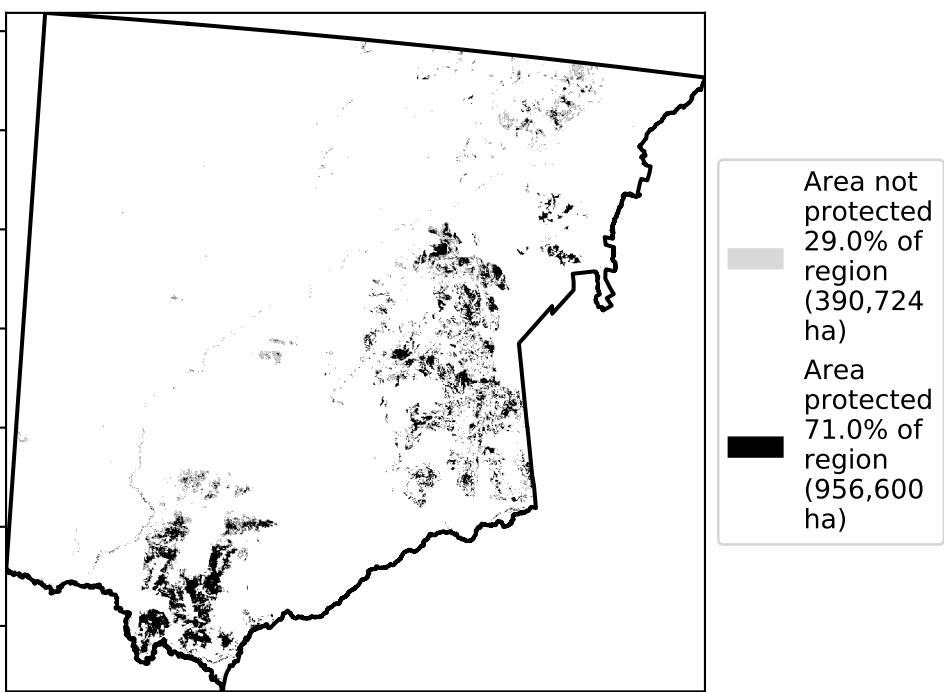 Area not
protected
29.0% of
region
(390,724
ha)
Area
protected
71.0% of
region
(956,600
ha)